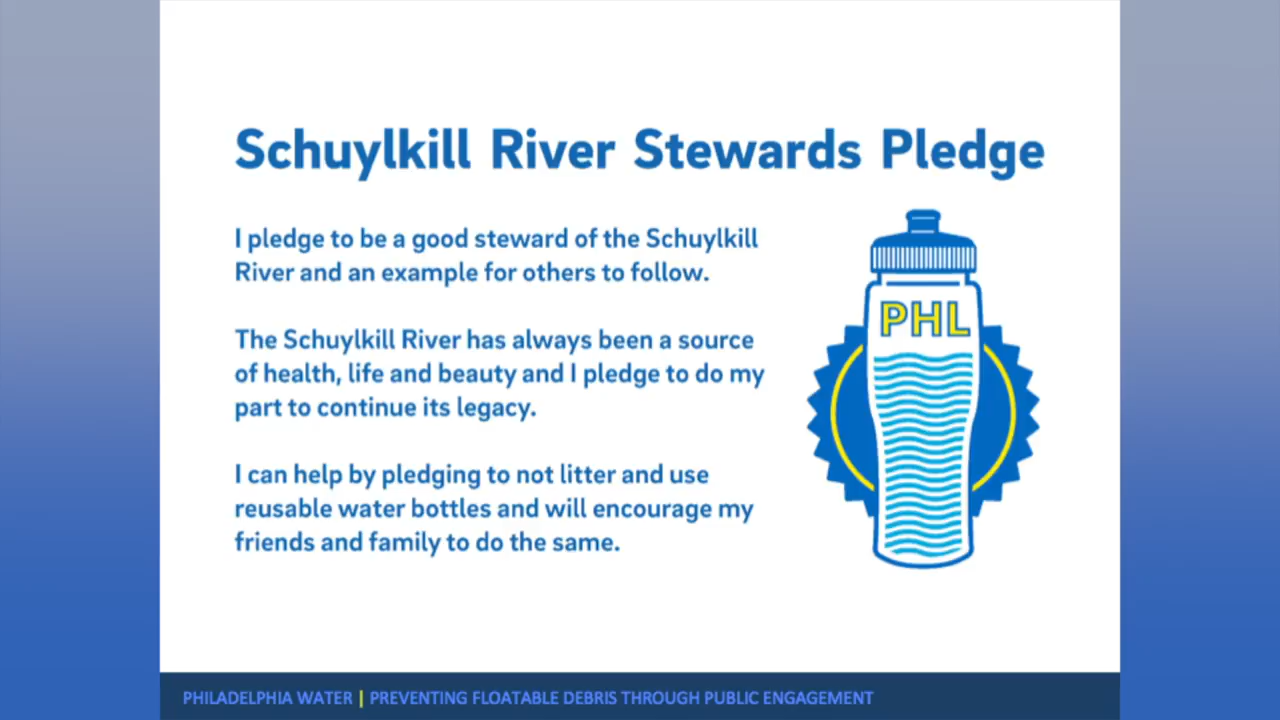 Schuylkill River Stewards Pledge
I pledge to be a good steward of the Schuylkill
River and an example for others to follow.
The Schuylkill River has always been a source
of health, life and beauty and I pledge to do my
part to continue its legacy.
I can help by pledging to not litter and use
reusable water bottles and will encourage my
friends and family to do the same.
PHL
PHILADELPHIA WATER | PREVENTING FLOATABLE DEBRIS THROUGH PUBLIC ENGAGEMENT